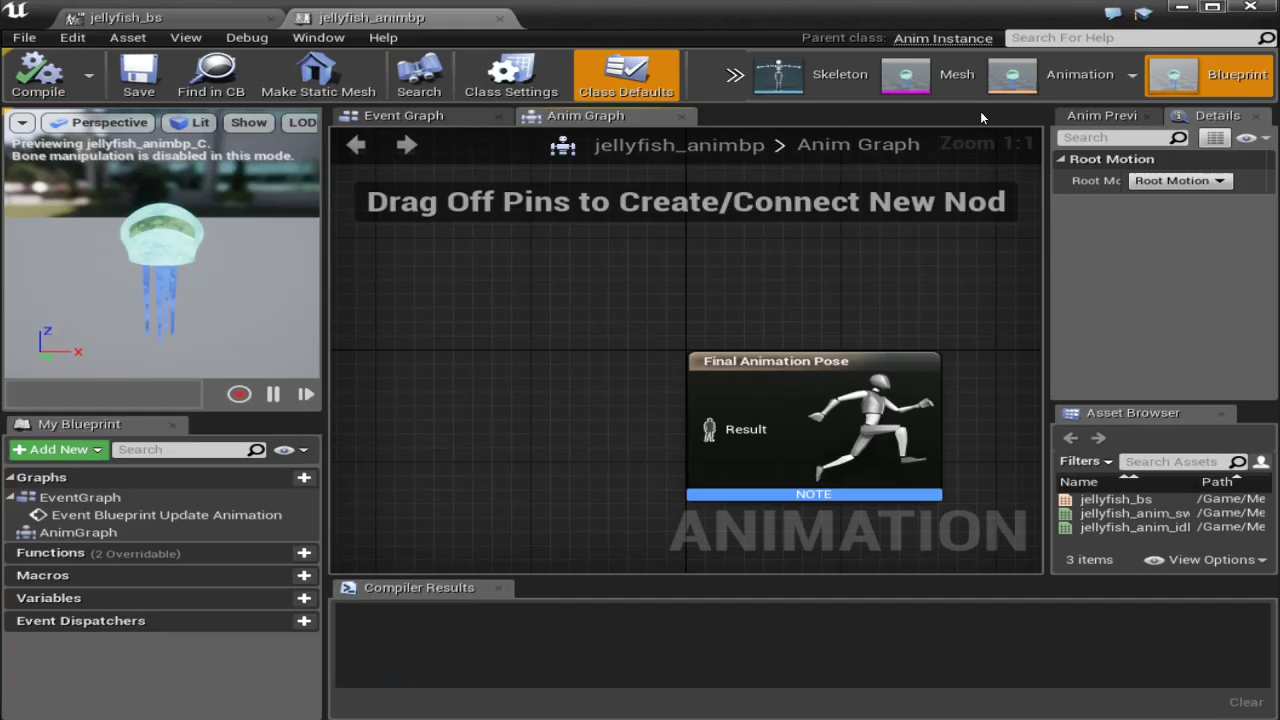 jellyfish_bs
jellyfish_animbp
File Edit Asset View Debug Window Help
Parent class: Anim Instance
Search For Help
Compile
Save
Find in CB
Make Static Mesh
Search
Class Settings
Class Defaults
Skeleton
Mesh
Animation
Blueprint
Perspective
Lit
Show
LOD
Previewing jellyfish_animbp_C.
Bone manipulation is disabled in this mode.
Z
X
Event Graph
Anim Graph
jellyfish_animbp > Anim Graph
Zoom 1:1
Drag Off Pins to Create/Connect New Nod
Final Animation Pose
Result
NOTE
ANIMATION
Anim Previ
Details
Search
Root Motion
Root Mc
Root Motion
My Blueprint
+ Add New
Search
Graphs
EventGraph
Event Blueprint Update Animation
AnimGraph
Functions (2 Overridable)
Macros
Variables
Event Dispatchers
Compiler Results
Clear
Asset Browser
Filters
Search Assets
Name Path
jellyfish_bs /Game/Me
jellyfish_anim_sw /Game/Me
jellyfish_anim_idl /Game/Me
3 items
View Options